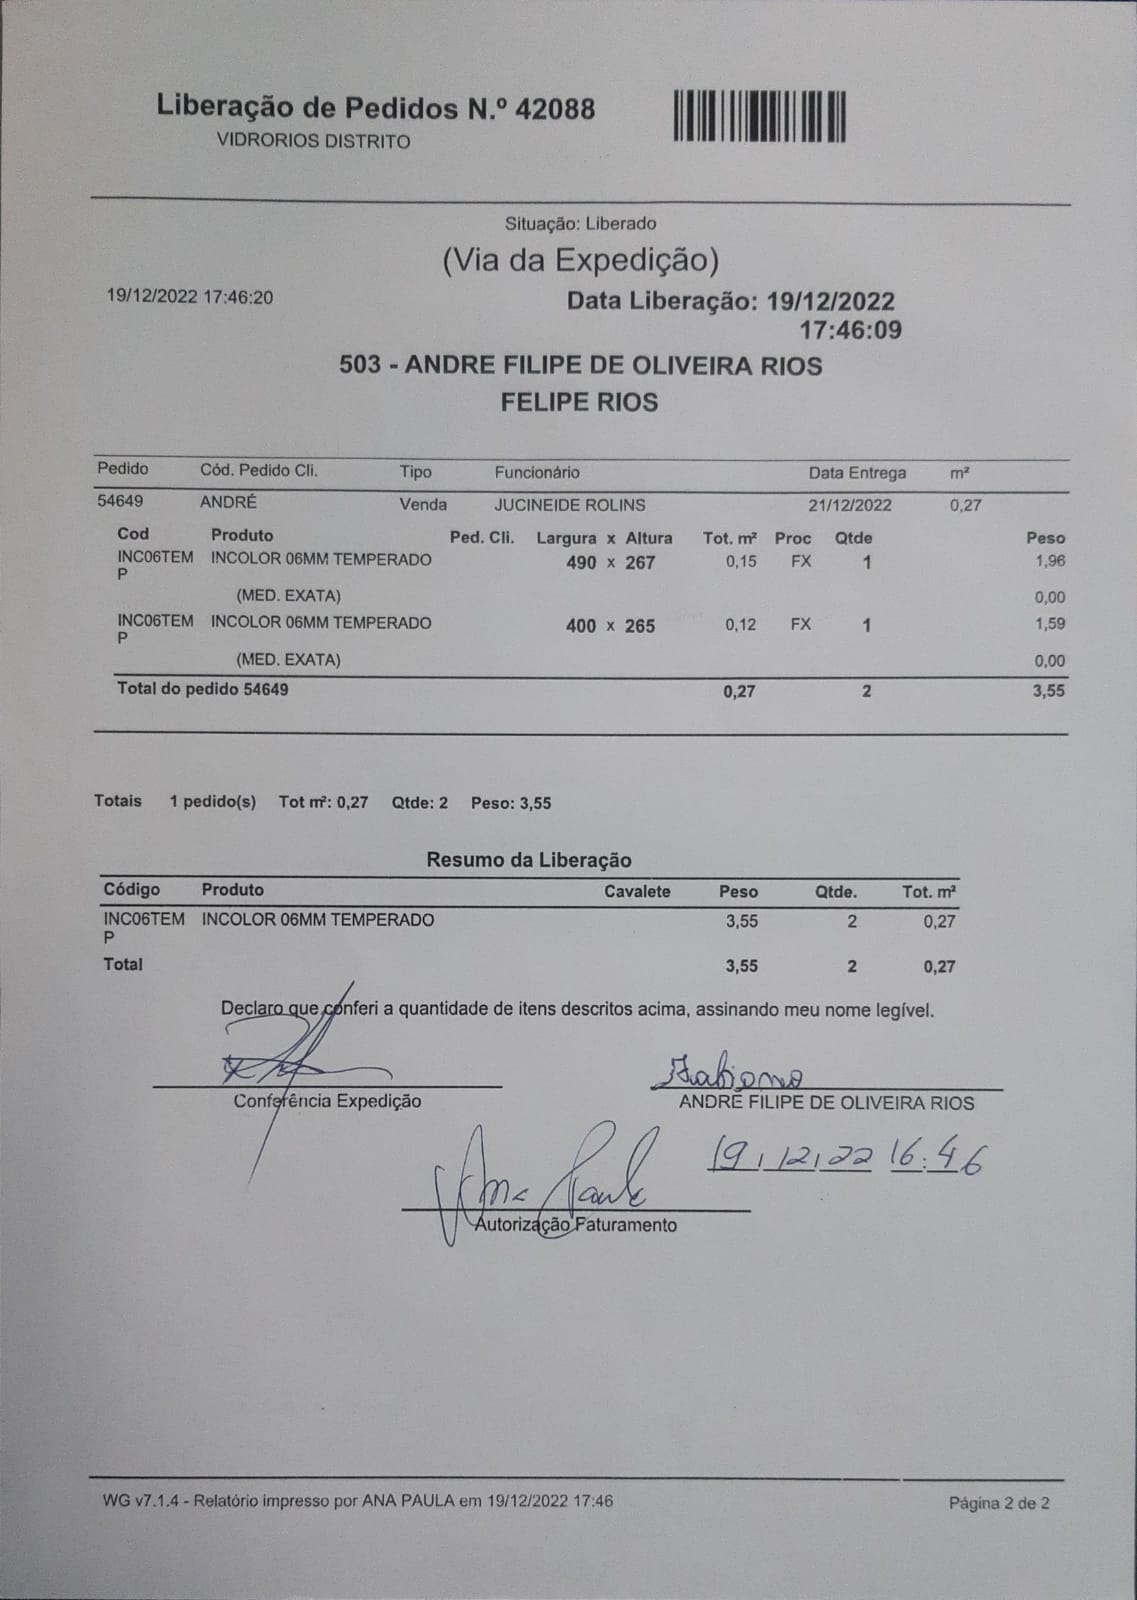 Liberação de Pedidos N.º 42088
VIDRORIOS DISTRITO
Situação: Liberado
(Via da Expedição)
19/12/2022 17:46:20 Data Liberação: 19/12/2022
17:46:09
503 - ANDRE FILIPE DE OLIVEIRA RIOS
FELIPE RIOS
Pedido Cód. Pedido Cli. Tipo Funcionário Data Entrega m²
54649 ANDRÉ Venda JUCINEIDE ROLINS 21/12/2022 0,27
Cod Produto Ped. Cli. Largura x Altura Tot. m² Proc Qtde Peso
INC06TEM INCOLOR 06MM TEMPERADO 490 x 267 0,15 FX 1 1,96
P
(MED. EXATA) 0,00
INC06TEM INCOLOR 06MM TEMPERADO 400 x 265 0,12 FX 1 1,59
P
(MED. EXATA) 0,00
Total do pedido 54649 0,27 2 3,55
Totais 1 pedido(s) Tot m²: 0,27 Qtde: 2 Peso: 3,55
Resumo da Liberação
Código Produto Cavalete Peso Qtde. Tot. m²
INC06TEM INCOLOR 06MM TEMPERADO 3,55 2 0,27
P
Total 3,55 2 0,27
Declaro que conferi a quantidade de itens descritos acima, assinando meu nome legível.
Fabiano
Conferência Expedição ANDRE FILIPE DE OLIVEIRA RIOS
19,12,22 16:46
Ana Paula
Autorização Faturamento
WG v7.1.4 - Relatório impresso por ANA PAULA em 19/12/2022 17:46 Página 2 de 2